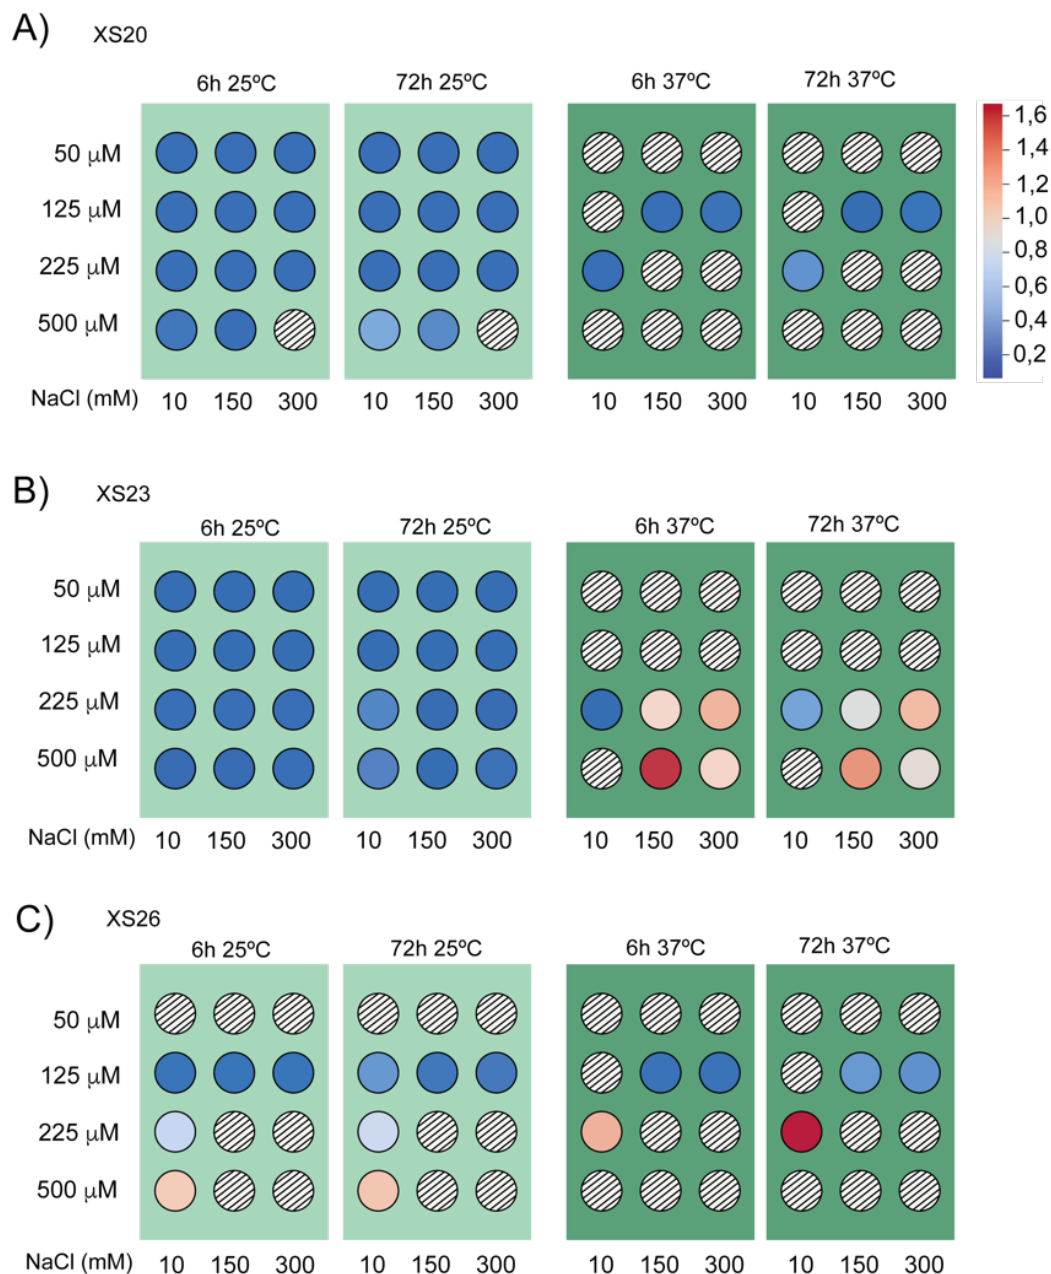 A) XS20
6h 25ºC 72h 25ºC 6h 37ºC 72h 37ºC
1,6
1,4
1,2
1,0
0,8
0,6
0,4
0,2
50 µM
125 µM
225 µM
500 µM
NaCl (mM) 10 150 300 10 150 300 10 150 300 10 150 300
B) XS23
6h 25ºC 72h 25ºC 6h 37ºC 72h 37ºC
50 µM
125 µM
225 µM
500 µM
NaCl (mM) 10 150 300 10 150 300 10 150 300 10 150 300
C) XS26
6h 25ºC 72h 25ºC 6h 37ºC 72h 37ºC
50 µM
125 µM
225 µM
500 µM
NaCl (mM) 10 150 300 10 150 300 10 150 300 10 150 300